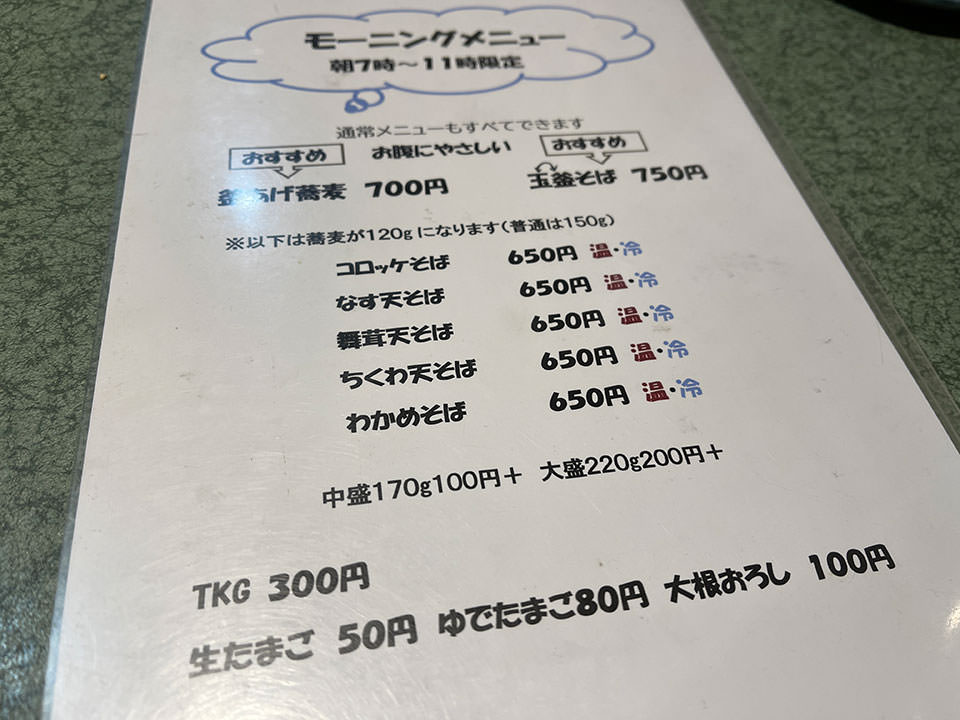 モーニングメニュー
朝7時～11時限定
通常メニューもすべてできます
おすすめ お腹にやさしい おすすめ
釜あげ蕎麦 700円 玉釜そば 750円
※以下は蕎麦が120gになります(普通は150g)
コロッケそば 650円 温・冷
なす天そば 650円 温・冷
舞茸天そば 650円 温・冷
ちくわ天そば 650円 温・冷
わかめそば 650円 温・冷
中盛170g100円＋ 大盛220g200円＋
TKG 300円
生たまご 50円 ゆでたまご80円 大根おろし 100円